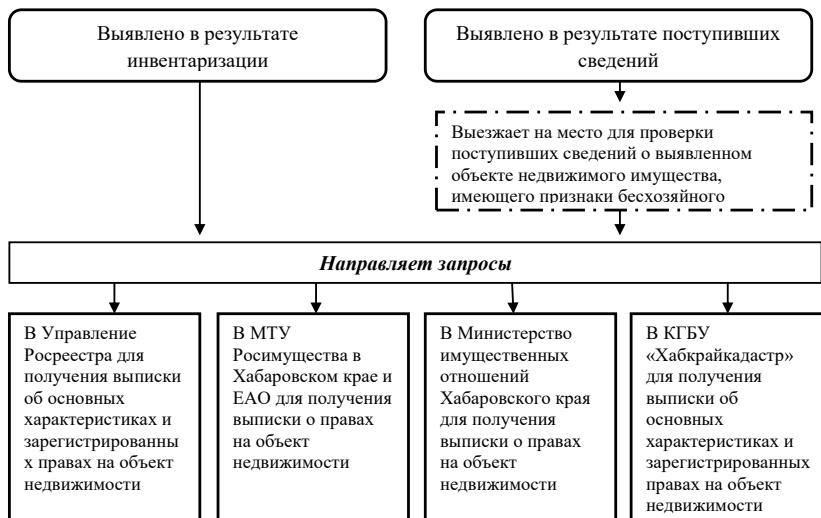 Выявлено в результате
инвентаризации
Выявлено в результате поступивших
сведений
Выезжает на место для проверки
поступивших сведений о выявленном
объекте недвижимого имущества,
имеющего признаки бесхозяйного
Направляет запросы
В Управление
Росреестра для
получения выписки
об основных
характеристиках и
зарегистрированны
х правах на объект
недвижимости
В МТУ
Росимущества в
Хабаровском крае и
ЕАО для получения
выписки о правах
на объект
недвижимости
В Министерство
имущественных
отношений
Хабаровского края
для получения
выписки о правах
на объект
недвижимости
В КГБУ
«Хабкрайкадастр»
для получения
выписки об
основных
характеристиках и
зарегистрированных
правах на объект
недвижимости